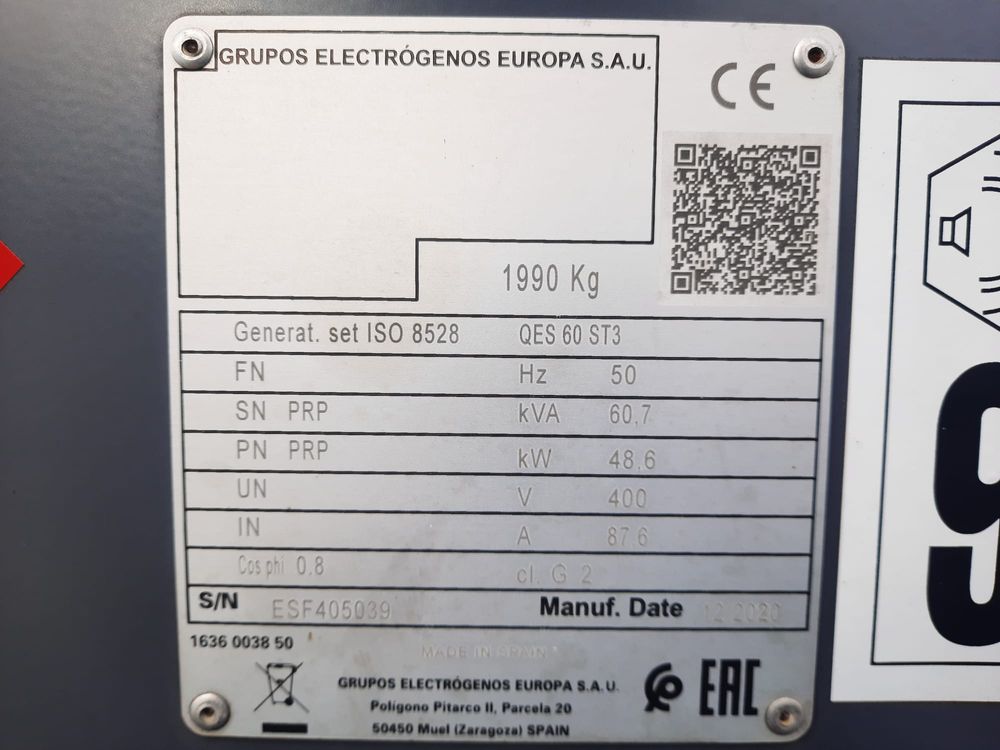 GRUPOS ELECTRÓGENOS EUROPA S.A.U.
CE
1990 Kg
Generat. set ISO 8528 QES 60 ST3
FN Hz 50
SN PRP kVA 60,7
PN PRP kW 48,6
UN V 400
IN A 87,6
Cos phi 0.8 cl. G 2
S/N ESF405039 Manuf. Date 12 2020
1636 0038 50
MADE IN SPAIN
GRUPOS ELECTRÓGENOS EUROPA S.A.U.
Polígono Pitarco II, Parcela 20
50450 Muel (Zaragoza) SPAIN
EAC
9